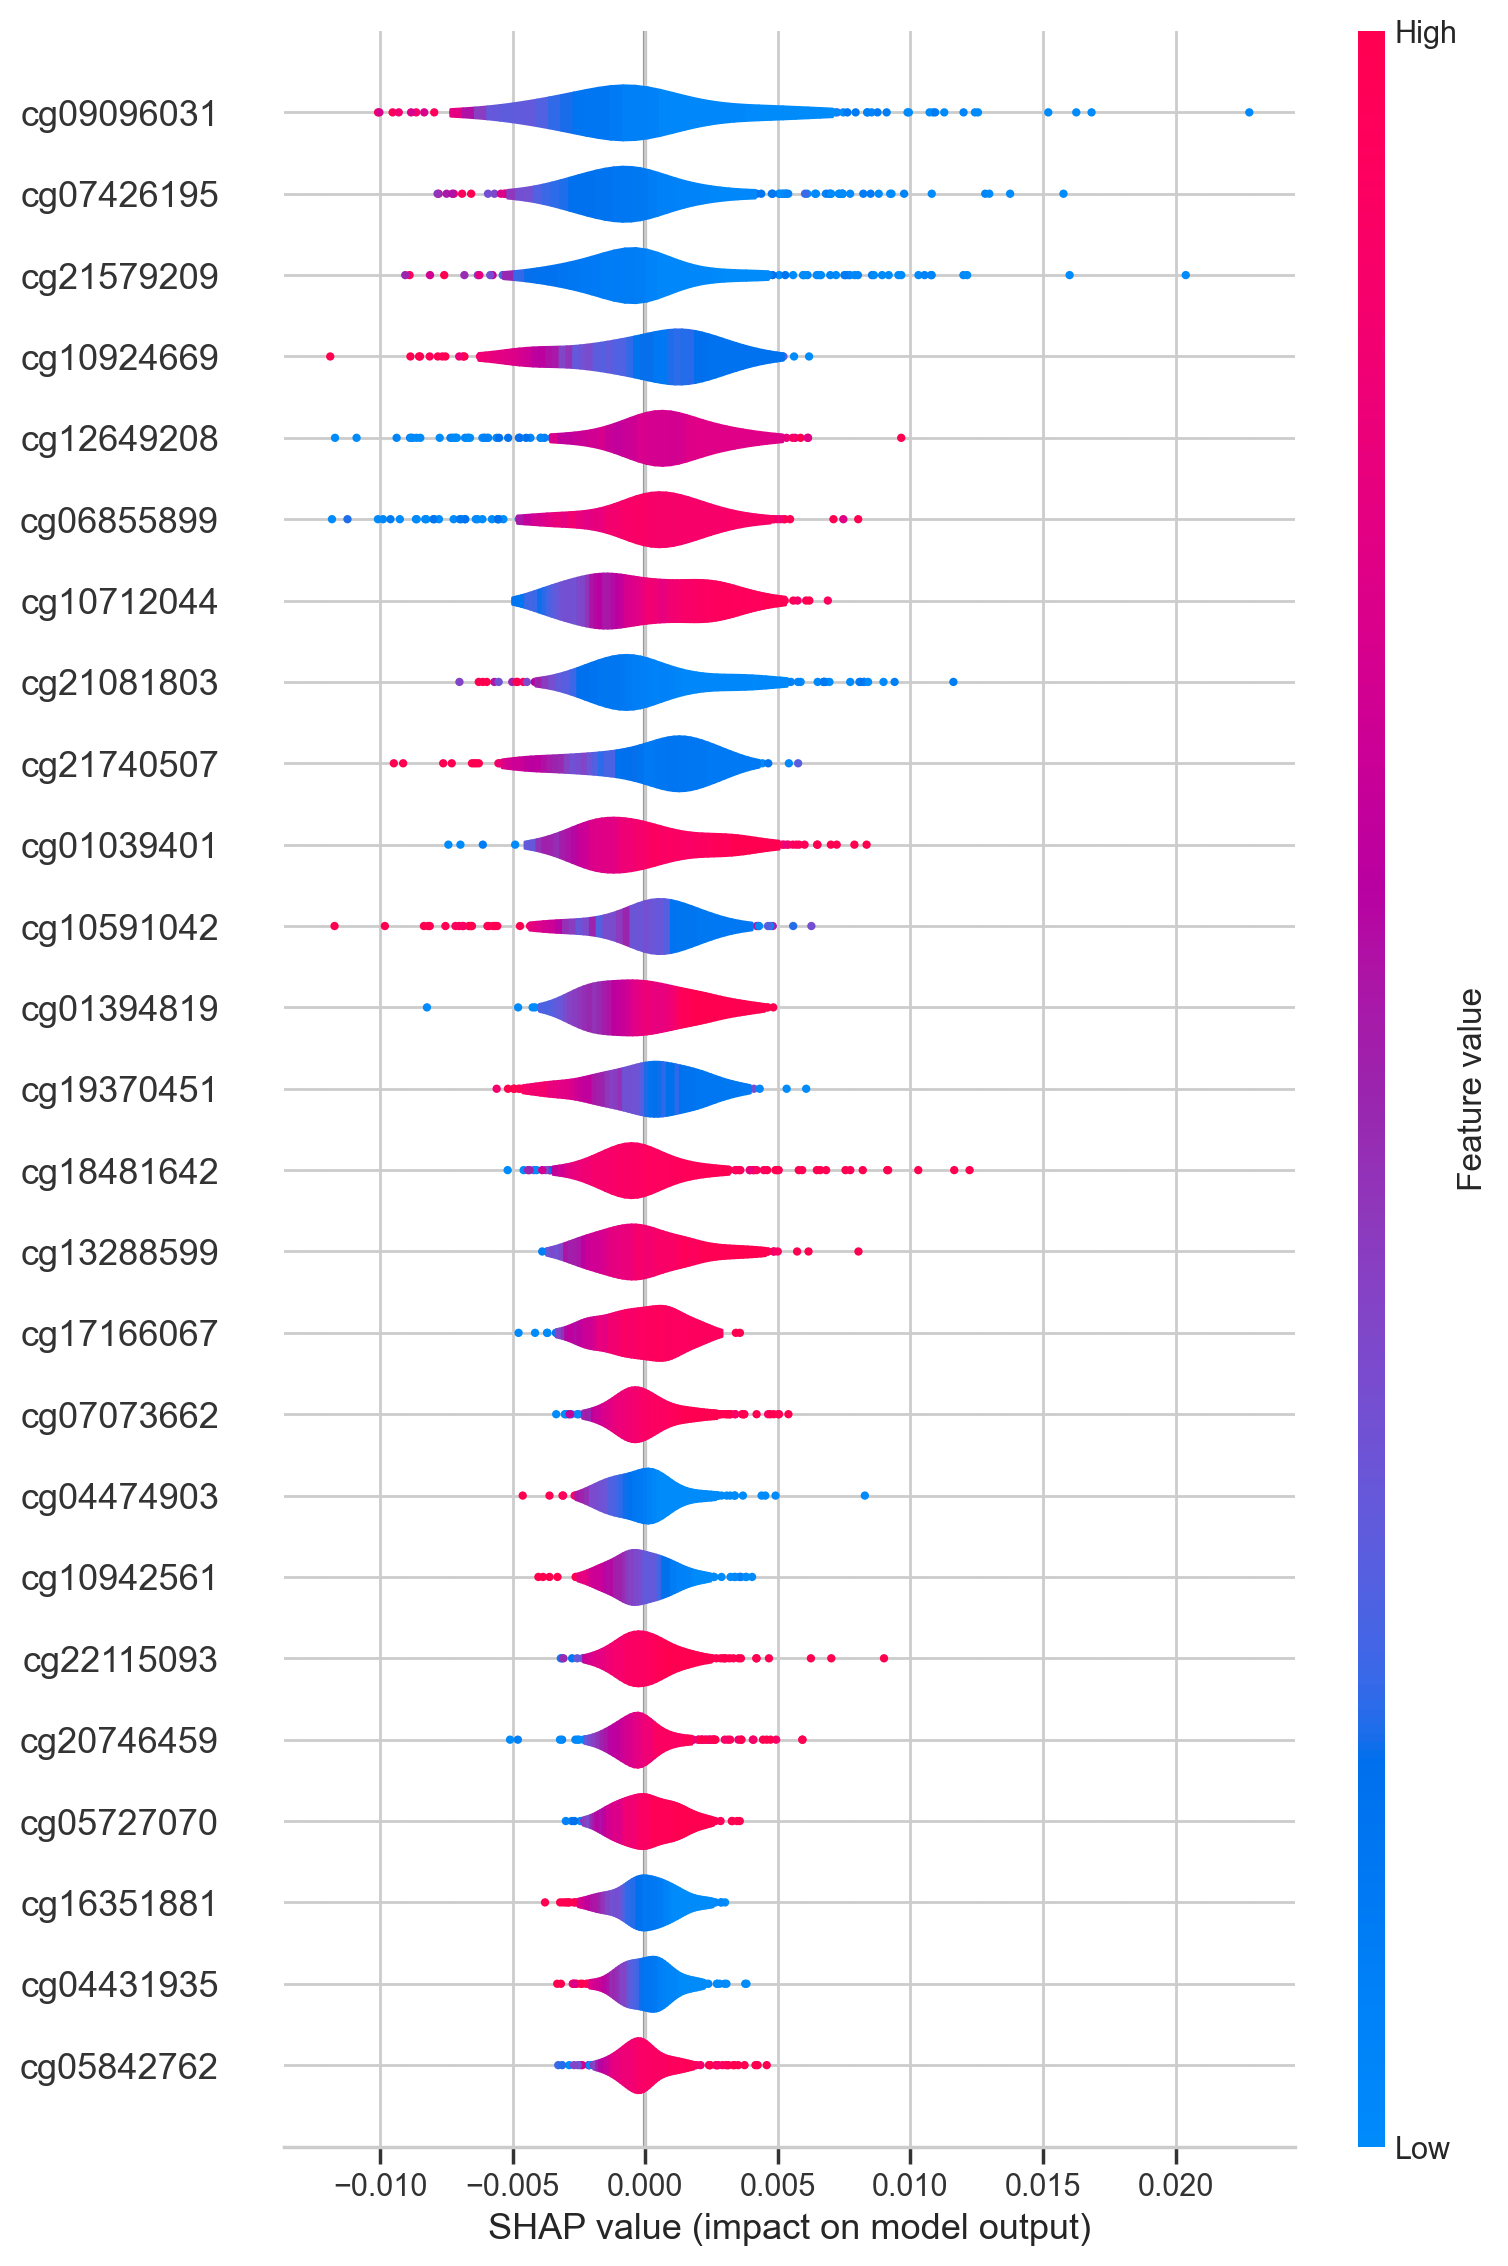 High
cg09096031
cg07426195
cg21579209
cg10924669
cg12649208
cg06855899
cg10712044
cg21081803
cg21740507
cg01039401
cg10591042
cg01394819
cg19370451
cg18481642
cg13288599
cg17166067
cg07073662
cg04474903
cg10942561
cg22115093
cg20746459
cg05727070
cg16351881
cg04431935
cg05842762
Feature value
Low
−0.010 −0.005 0.000 0.005 0.010 0.015 0.020
SHAP value (impact on model output)